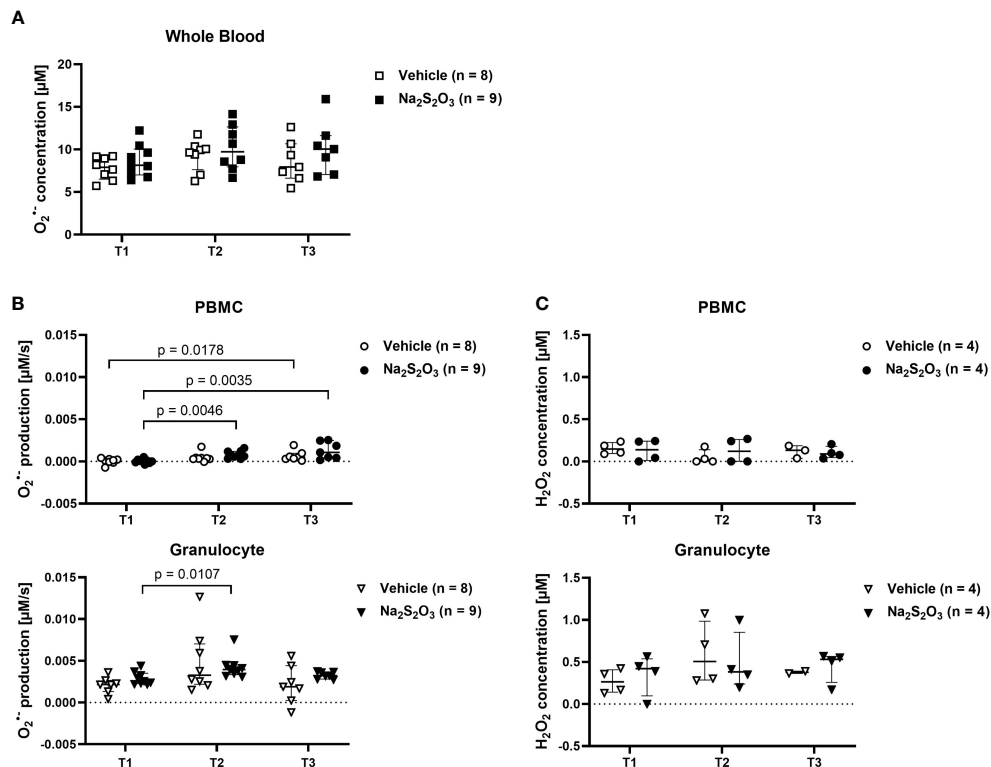 A
Whole Blood
O₂•- concentration [µM]
20
15
10
5
0
T1
T2
T3
Vehicle (n = 8)
Na₂S₂O₃ (n = 9)
B
PBMC
O₂•- production [µM/s]
0.015
0.010
0.005
0.000
-0.005
p = 0.0178
p = 0.0035
p = 0.0046
T1
T2
T3
Vehicle (n = 8)
Na₂S₂O₃ (n = 9)
C
PBMC
H₂O₂ concentration [µM]
1.5
1.0
0.5
0.0
-0.5
T1
T2
T3
Vehicle (n = 4)
Na₂S₂O₃ (n = 4)
Granulocyte
O₂•- production [µM/s]
0.015
0.010
0.005
0.000
-0.005
p = 0.0107
T1
T2
T3
Vehicle (n = 8)
Na₂S₂O₃ (n = 9)
Granulocyte
H₂O₂ concentration [µM]
1.5
1.0
0.5
0.0
-0.5
T1
T2
T3
Vehicle (n = 4)
Na₂S₂O₃ (n = 4)